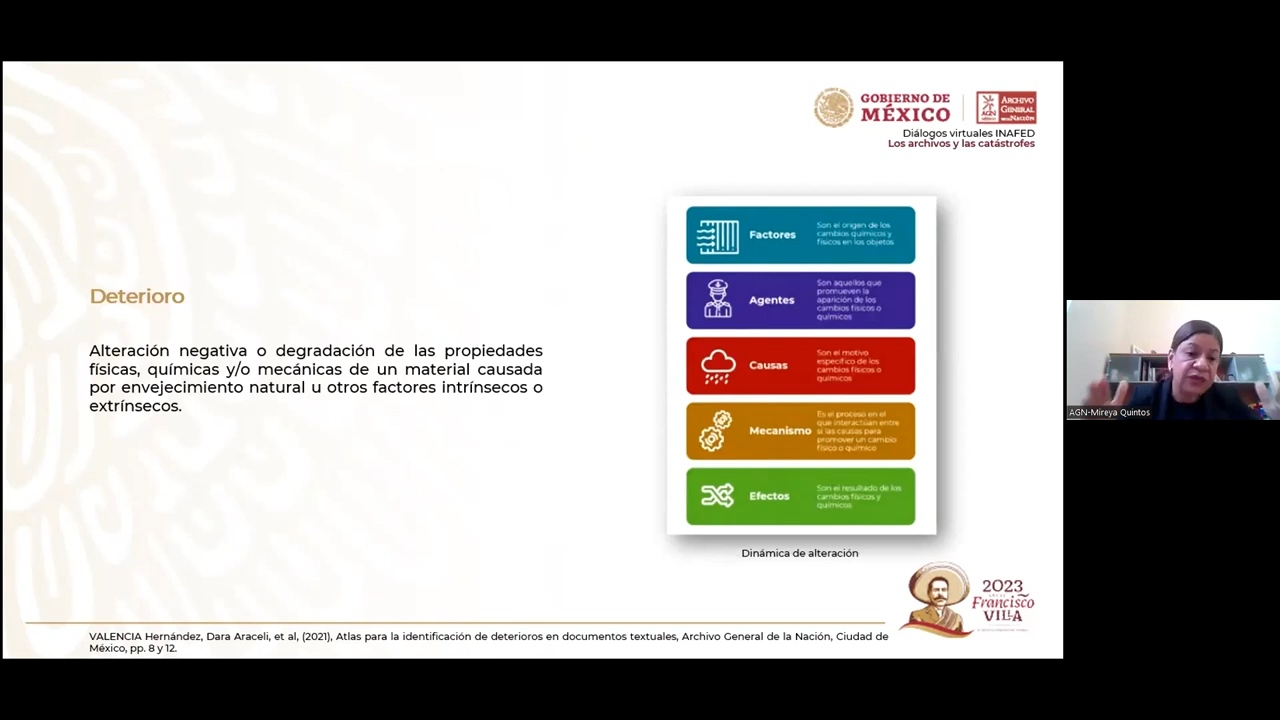 GOBIERNO DE
MÉXICO
AGN
MÉXICO
ARCHIVO
GENERAL
DE LA NACIÓN
Diálogos virtuales INAFED
Los archivos y las catástrofes
Deterioro
Alteración negativa o degradación de las propiedades
físicas, químicas y/o mecánicas de un material causada
por evejecimiento natural u otros factores intrínsecos o
extrínsecos.
Factores
Son el origen de los
cambios químicos y
físicos en los objetos
Agentes
Son aquellos que
promueven la
aparición de los
cambios físicos o
químicos
Causas
Son el motivo
específico de los
cambios físicos o
químicos
Mecanismo
Es el proceso en el
que interactúan entre
sí las causas para
promover un cambio
físico o químico
Efectos
Son el resultado de los
cambios físicos y
químicos
Dinámica de alteración
2023
Francisco
VILLA
VALENCIA Hernández, Dara Araceli, et al, (2021), Atlas para la identificación de deterioros en documentos textuales, Archivo General de la Nación, Ciudad de
México, pp. 8 y 12.
AGN-Mireya Quintos